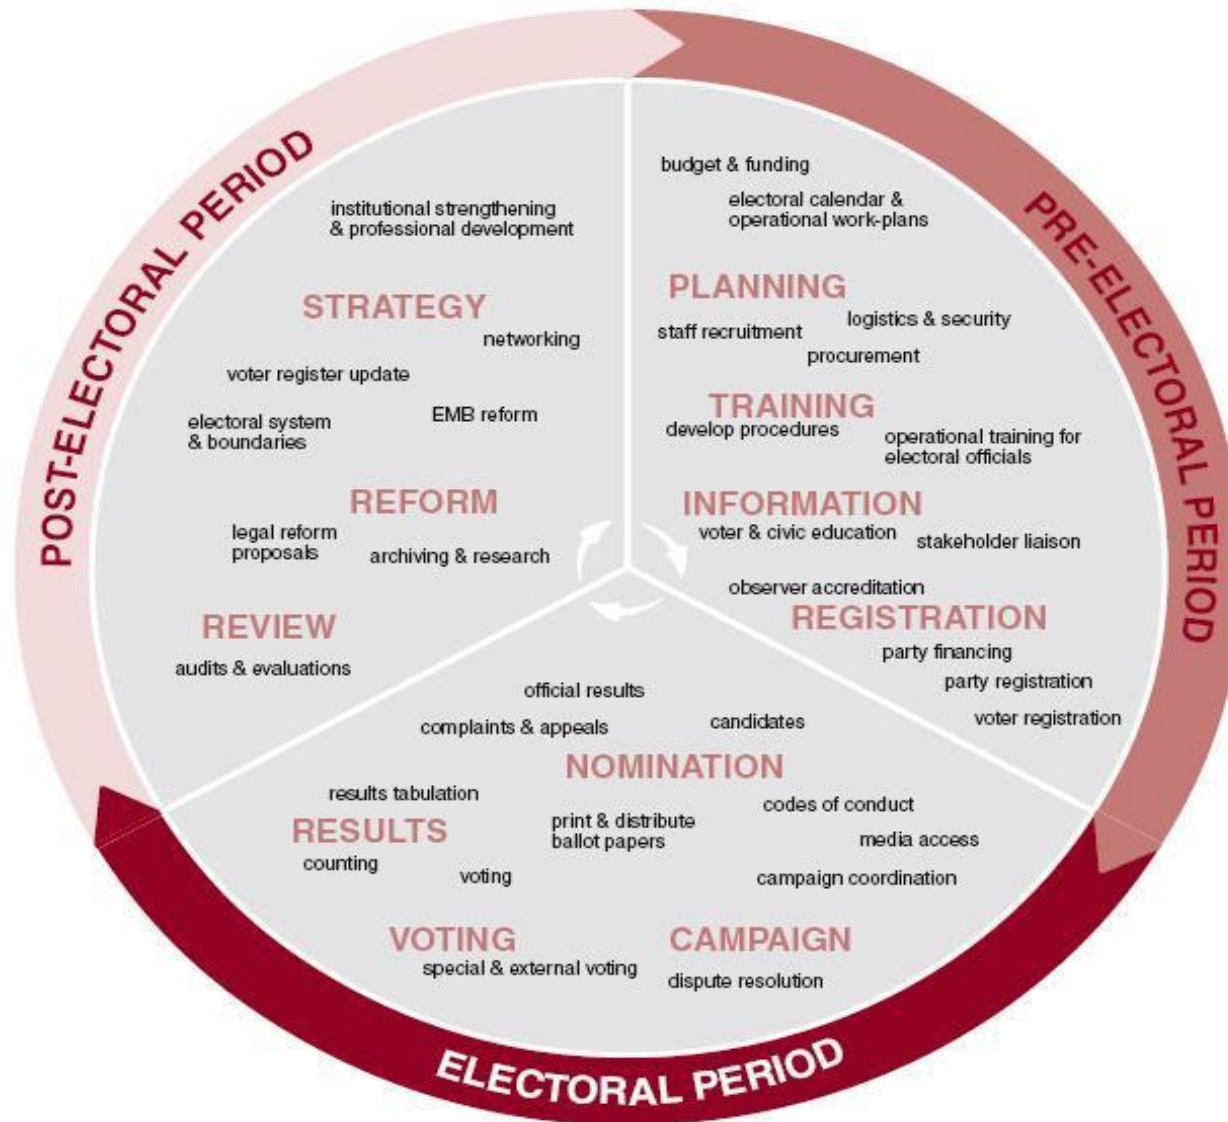 PRE-ELECTORAL PERIOD
budget & funding
electoral calendar &
operational work-plans
PLANNING
logistics & security
staff recruitment
procurement
TRAINING
develop procedures
operational training for
electoral officials
INFORMATION
voter & civic education
stakeholder liaison
observer accreditation
REGISTRATION
party financing
party registration
voter registration
ELECTORAL PERIOD
official results
candidates
complaints & appeals
NOMINATION
results tabulation
codes of conduct
print & distribute
ballot papers
RESULTS
media access
counting
voting
campaign coordination
VOTING
CAMPAIGN
special & external voting
dispute resolution
POST-ELECTORAL PERIOD
institutional strengthening
& professional development
STRATEGY
networking
voter register update
EMB reform
electoral system
& boundaries
REFORM
legal reform
proposals
archiving & research
REVIEW
audits & evaluations